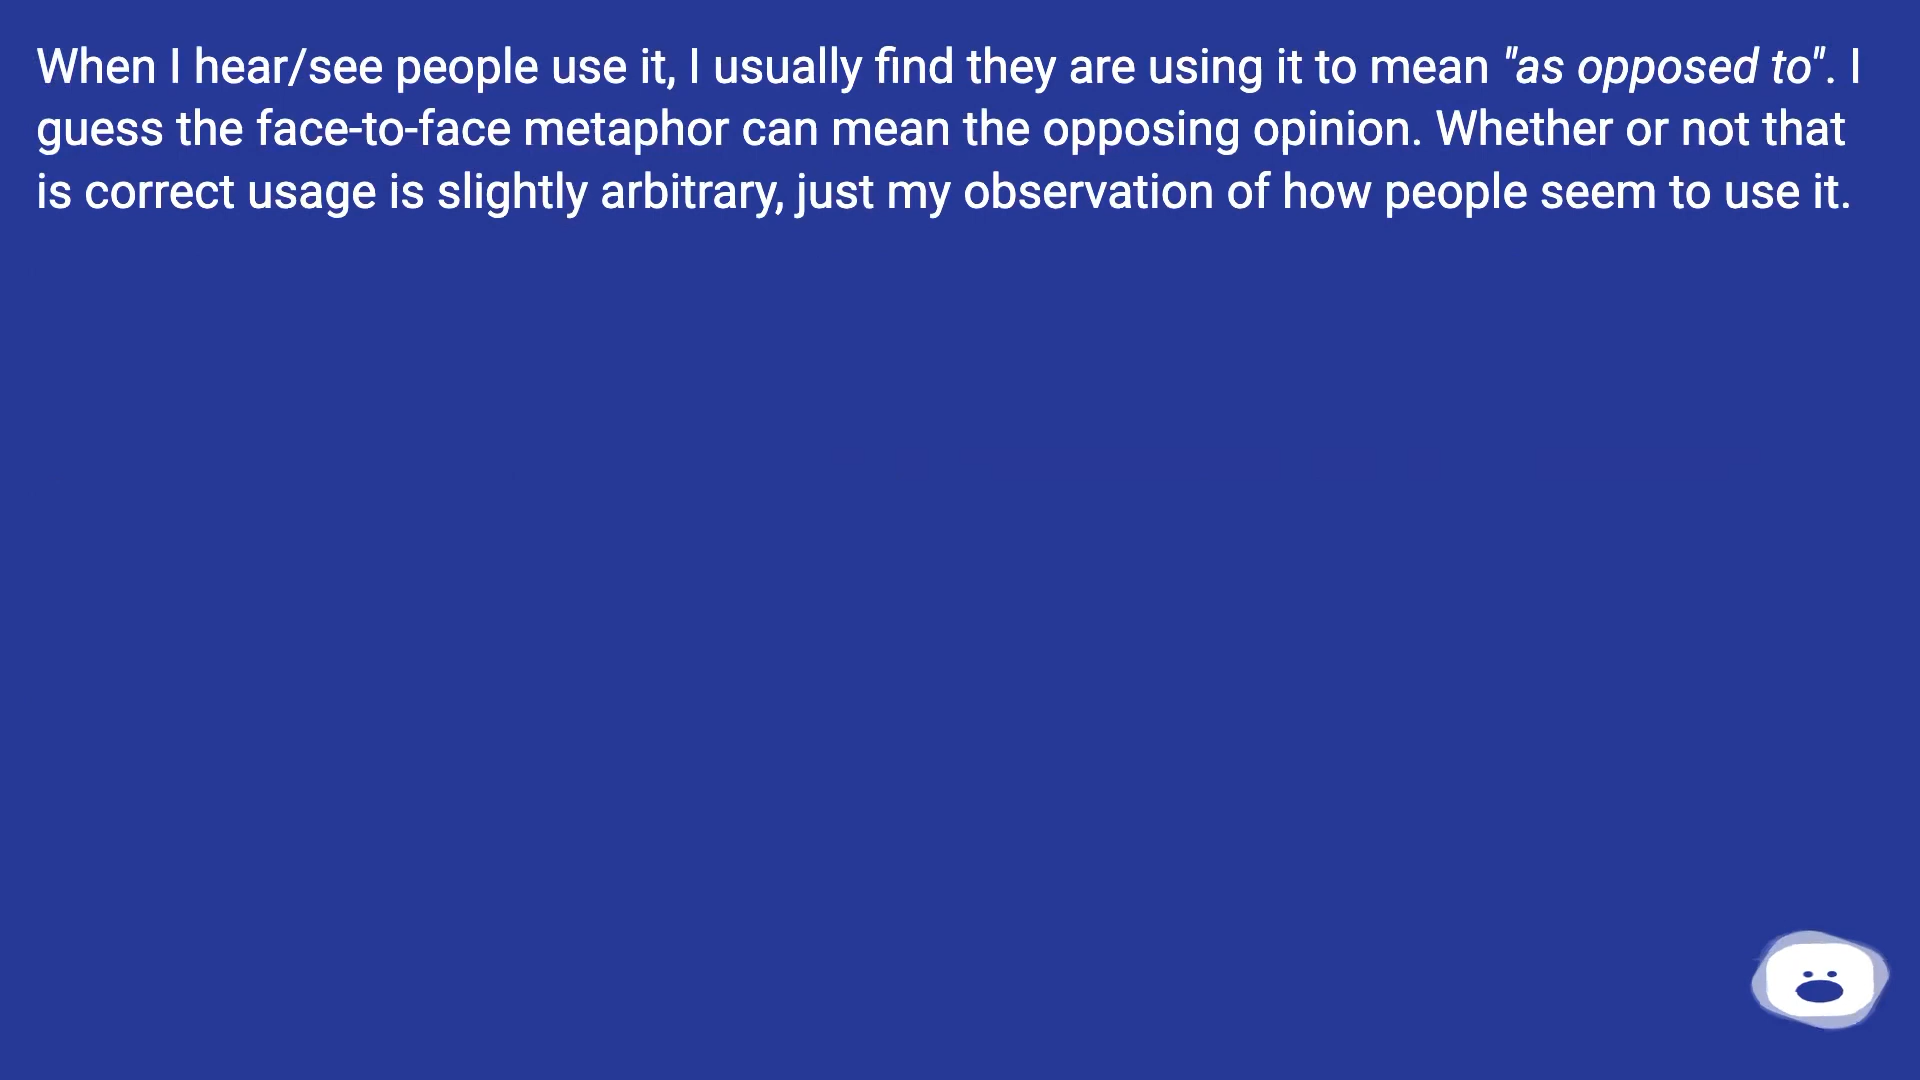 When I hear/see people use it, I usually find they are using it to mean "as opposed to". I
guess the face-to-face metaphor can mean the opposing opinion. Whether or not that
is correct usage is slightly arbitrary, just my observation of how people seem to use it.